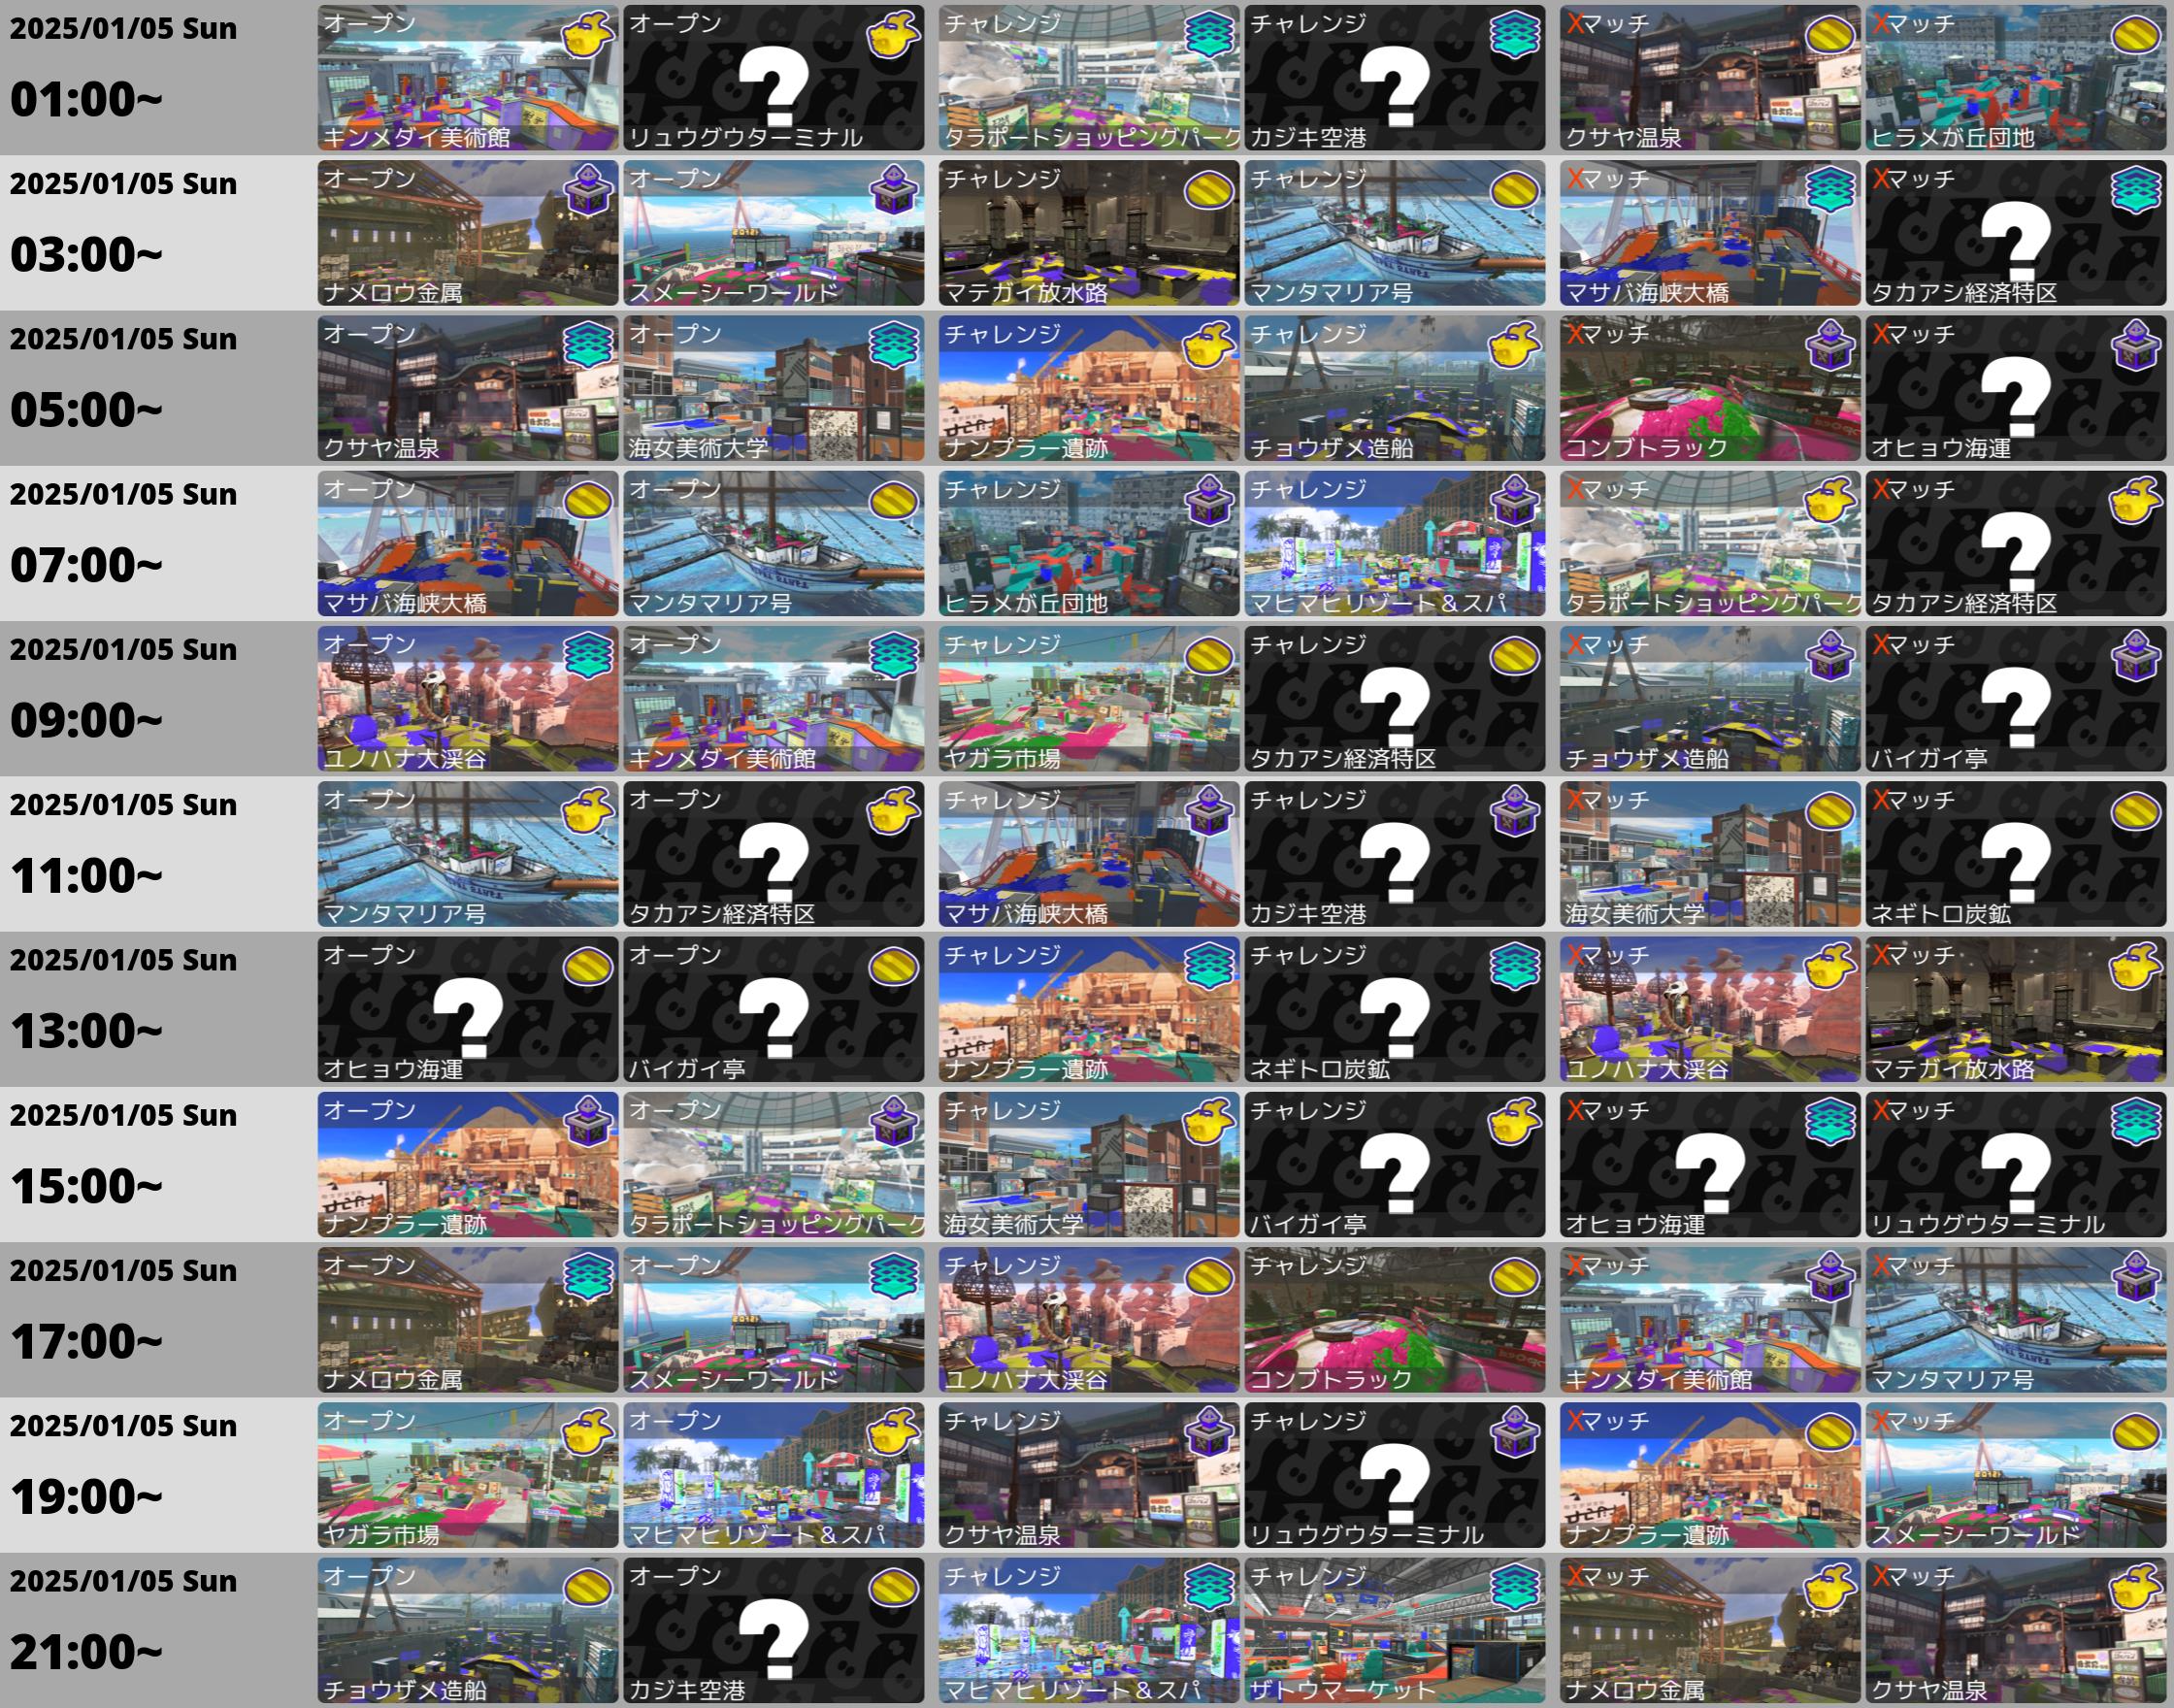 2025/01/05 Sun
01:00~
オープン
キンメダイ美術館
オープン
リュウグウターミナル
チャレンジ
タラポートショッピングパーク
チャレンジ
カジキ空港
Xマッチ
クサヤ温泉
Xマッチ
ヒラメが丘団地
2025/01/05 Sun
03:00~
オープン
ナメロウ金属
オープン
スメーシーワールド
チャレンジ
マテガイ放水路
チャレンジ
マンタマリア号
Xマッチ
マサバ海峡大橋
Xマッチ
タカアシ経済特区
2025/01/05 Sun
05:00~
オープン
クサヤ温泉
オープン
海女美術大学
チャレンジ
ナンプラー遺跡
チャレンジ
チョウザメ造船
Xマッチ
コンブトラック
Xマッチ
オヒョウ海運
2025/01/05 Sun
07:00~
オープン
マサバ海峡大橋
オープン
マンタマリア号
チャレンジ
ヒラメが丘団地
チャレンジ
マヒマヒリゾート&スパ
Xマッチ
タラポートショッピングパーク
Xマッチ
タカアシ経済特区
2025/01/05 Sun
09:00~
オープン
ユノハナ大渓谷
オープン
キンメダイ美術館
チャレンジ
ヤガラ市場
チャレンジ
タカアシ経済特区
Xマッチ
チョウザメ造船
Xマッチ
バイガイ亭
2025/01/05 Sun
11:00~
オープン
マンタマリア号
オープン
タカアシ経済特区
チャレンジ
マサバ海峡大橋
チャレンジ
カジキ空港
Xマッチ
海女美術大学
Xマッチ
ネギトロ炭鉱
2025/01/05 Sun
13:00~
オープン
オヒョウ海運
オープン
バイガイ亭
チャレンジ
ナンプラー遺跡
チャレンジ
ネギトロ炭鉱
Xマッチ
ユノハナ大渓谷
Xマッチ
マテガイ放水路
2025/01/05 Sun
15:00~
オープン
ナンプラー遺跡
オープン
タラポートショッピングパーク
チャレンジ
海女美術大学
チャレンジ
バイガイ亭
Xマッチ
オヒョウ海運
Xマッチ
リュウグウターミナル
2025/01/05 Sun
17:00~
オープン
ナメロウ金属
オープン
スメーシーワールド
チャレンジ
ユノハナ大渓谷
チャレンジ
コンブトラック
Xマッチ
キンメダイ美術館
Xマッチ
マンタマリア号
2025/01/05 Sun
19:00~
オープン
ヤガラ市場
オープン
マヒマヒリゾート&スパ
チャレンジ
クサヤ温泉
チャレンジ
リュウグウターミナル
Xマッチ
ナンプラー遺跡
Xマッチ
スメーシーワールド
2025/01/05 Sun
21:00~
オープン
チョウザメ造船
オープン
カジキ空港
チャレンジ
マヒマヒリゾート&スパ
チャレンジ
ザトウマーケット
Xマッチ
ナメロウ金属
Xマッチ
クサヤ温泉